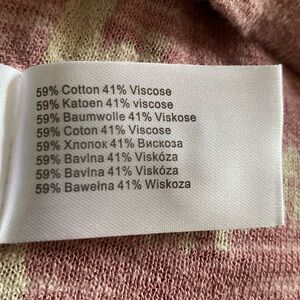 59% Cotton 41% Viscose
59% Katoen 41% viscose
59% Baumwolle 41% Viskose
59% Coton 41% Viscose
59% Хлопок 41% Вискоза
59% Bavlna 41% Viskóza
59% Bavlna 41% Viskóza
59% Bawełna 41% Wiskoza